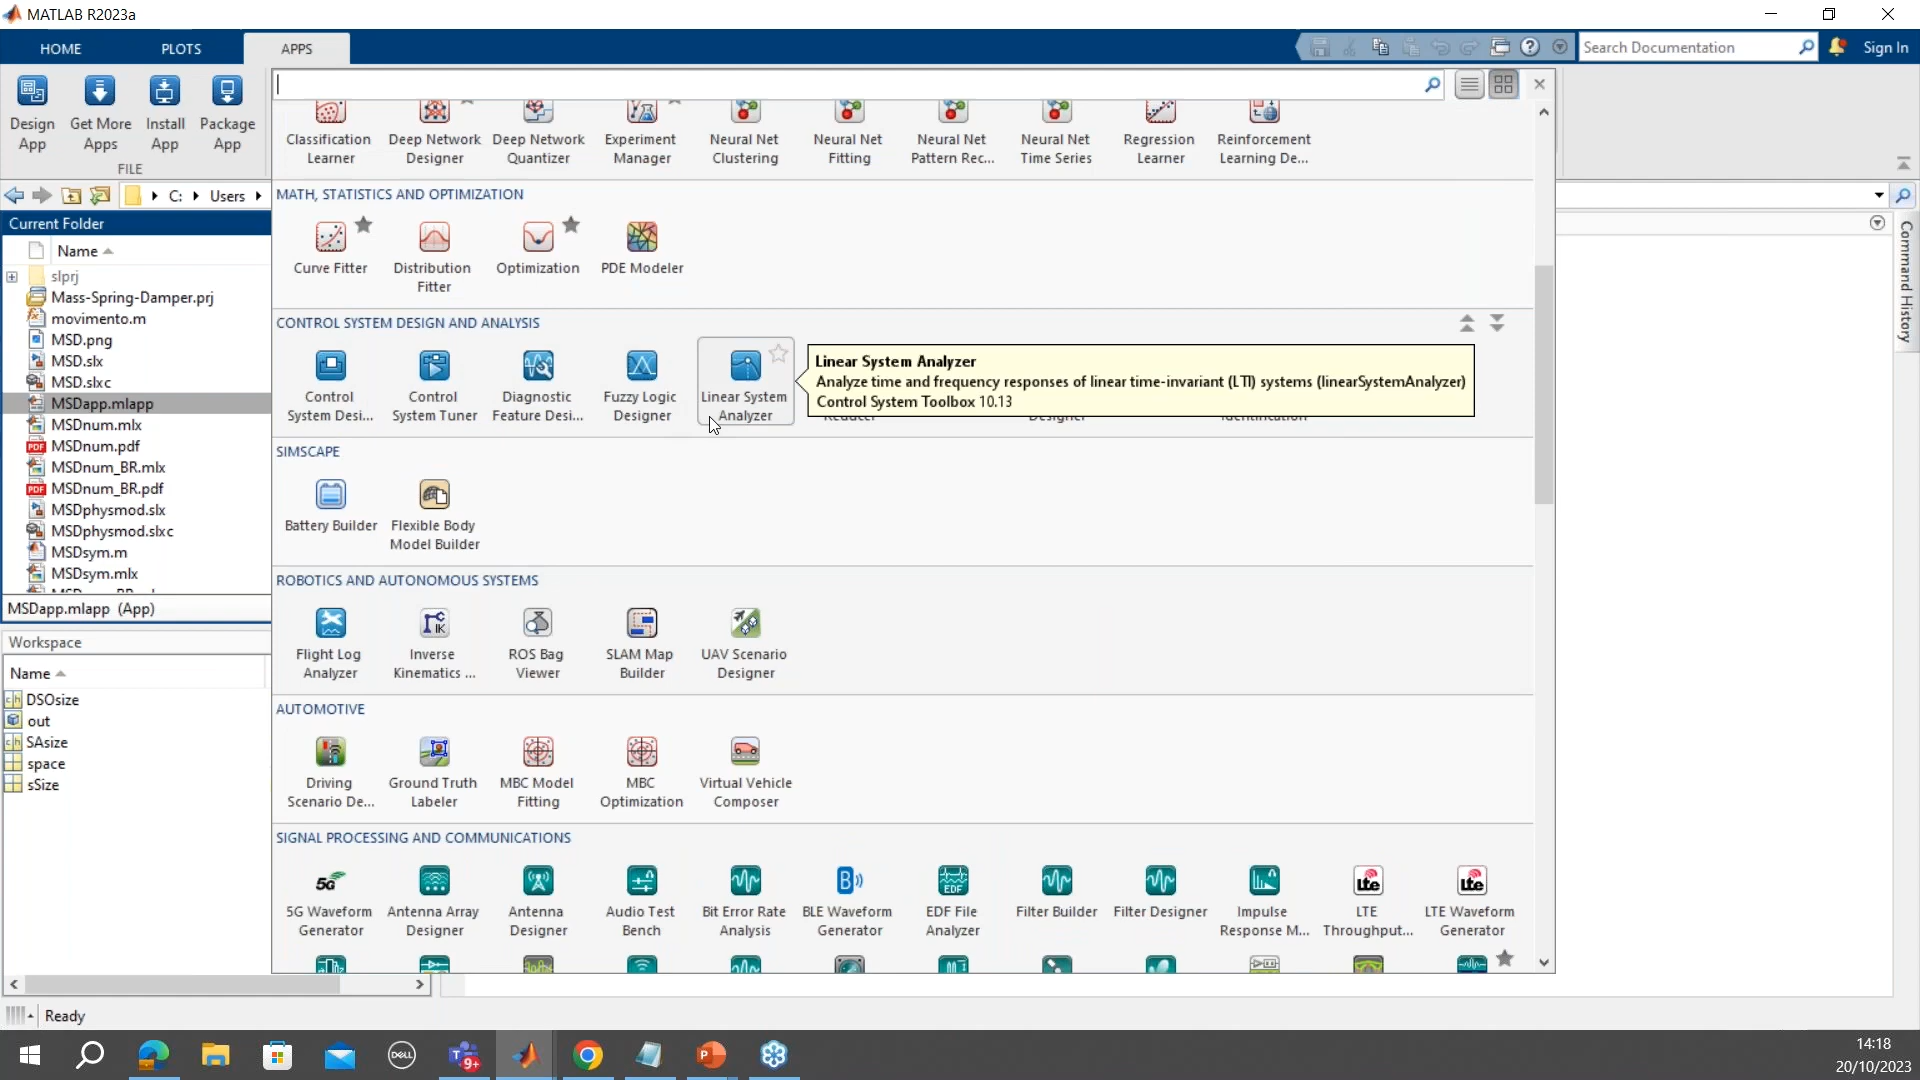 MATLAB R2023a
HOME
PLOTS
APPS
Search Documentation
Sign In
Design App
Get More Apps
Install App
Package App
FILE
C:
Users
Current Folder
Name
slprj
Mass-Spring-Damper.prj
movimento.m
MSD.png
MSD.slx
MSD.slxc
MSDapp.mlapp
MSDnum.mlx
MSDnum.pdf
MSDnum_BR.mlx
MSDnum_BR.pdf
MSDphysmod.slx
MSDphysmod.slxc
MSDsym.m
MSDsym.mlx
MSDapp.mlapp (App)
Workspace
Name
DSOsize
out
SAsize
space
sSize
Ready
Classification Learner
Deep Network Designer
Deep Network Quantizer
Experiment Manager
Neural Net Clustering
Neural Net Fitting
Neural Net Pattern Rec...
Neural Net Time Series
Regression Learner
Reinforcement Learning De...
MATH, STATISTICS AND OPTIMIZATION
Curve Fitter
Distribution Fitter
Optimization
PDE Modeler
CONTROL SYSTEM DESIGN AND ANALYSIS
Control System Desi...
Control System Tuner
Diagnostic Feature Desi...
Fuzzy Logic Designer
Linear System Analyzer
Linear System Analyzer
Analyze time and frequency responses of linear time-invariant (LTI) systems (linearSystemAnalyzer)
Control System Toolbox 10.13
SIMSCAPE
Battery Builder
Flexible Body Model Builder
ROBOTICS AND AUTONOMOUS SYSTEMS
Flight Log Analyzer
Inverse Kinematics ...
IK
ROS Bag Viewer
SLAM Map Builder
UAV Scenario Designer
AUTOMOTIVE
Driving Scenario De...
Ground Truth Labeler
MBC Model Fitting
MBC Optimization
Virtual Vehicle Composer
SIGNAL PROCESSING AND COMMUNICATIONS
5G Waveform Generator
Antenna Array Designer
Antenna Designer
Audio Test Bench
Bit Error Rate Analysis
BLE Waveform Generator
EDF File Analyzer
Filter Builder
Filter Designer
Impulse Response M...
LTE Throughput...
LTE Waveform Generator
Command History
14:18
20/10/2023